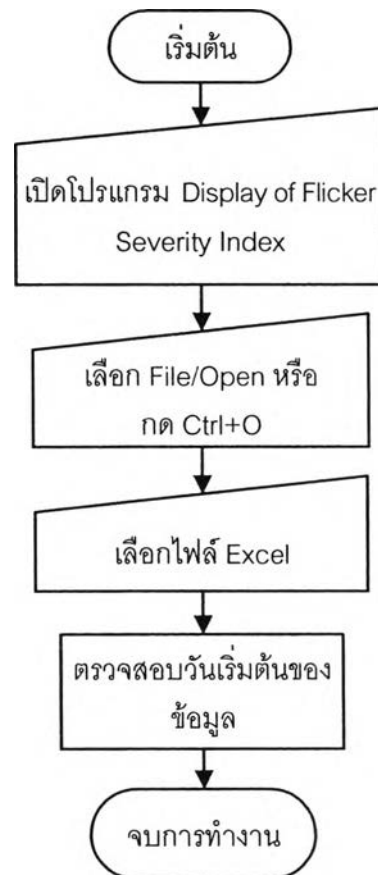 เริ่มต้น
เปิดโปรแกรม Display of Flicker
Severity Index
เลือก File/Open หรือ
กด Ctrl+O
เลือกไฟล์ Excel
ตรวจสอบวันเริ่มต้นของ
ข้อมูล
จบการทำงาน